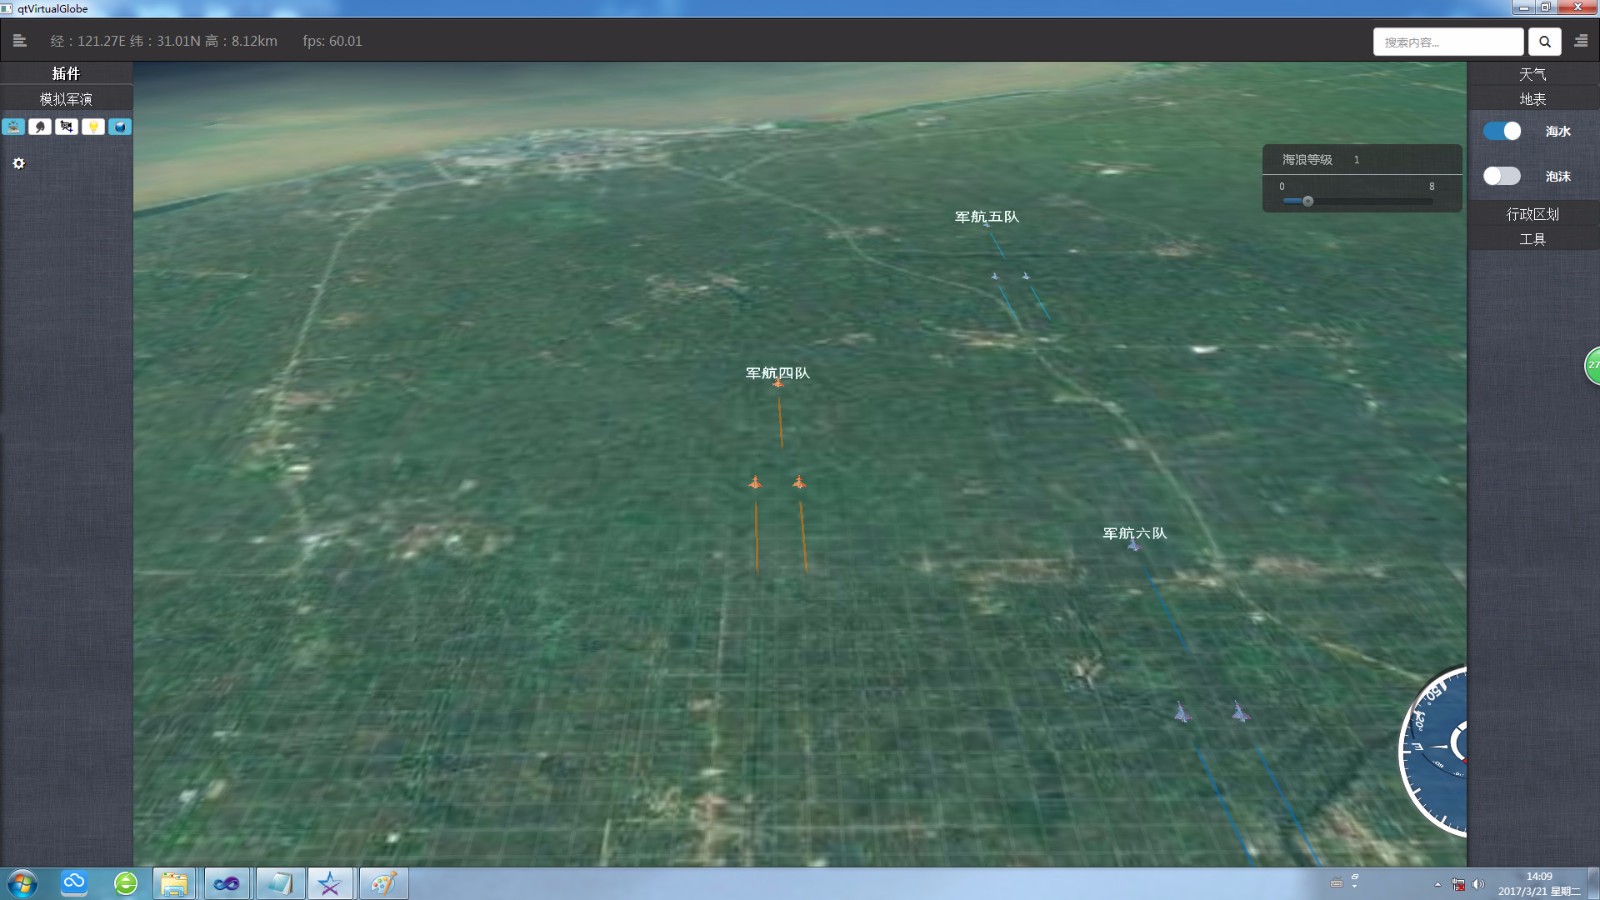 qtVirtualGlobe
经：121.27E 纬：31.01N 高：8.12km fps: 60.01
搜索内容...
插件
模拟军演
天气
地表
海水
泡沫
行政区划
工具
海浪等级 1
0 8
军航五队
军航四队
军航六队
150°
120°
E
27
14:09
2017/3/21 星期二